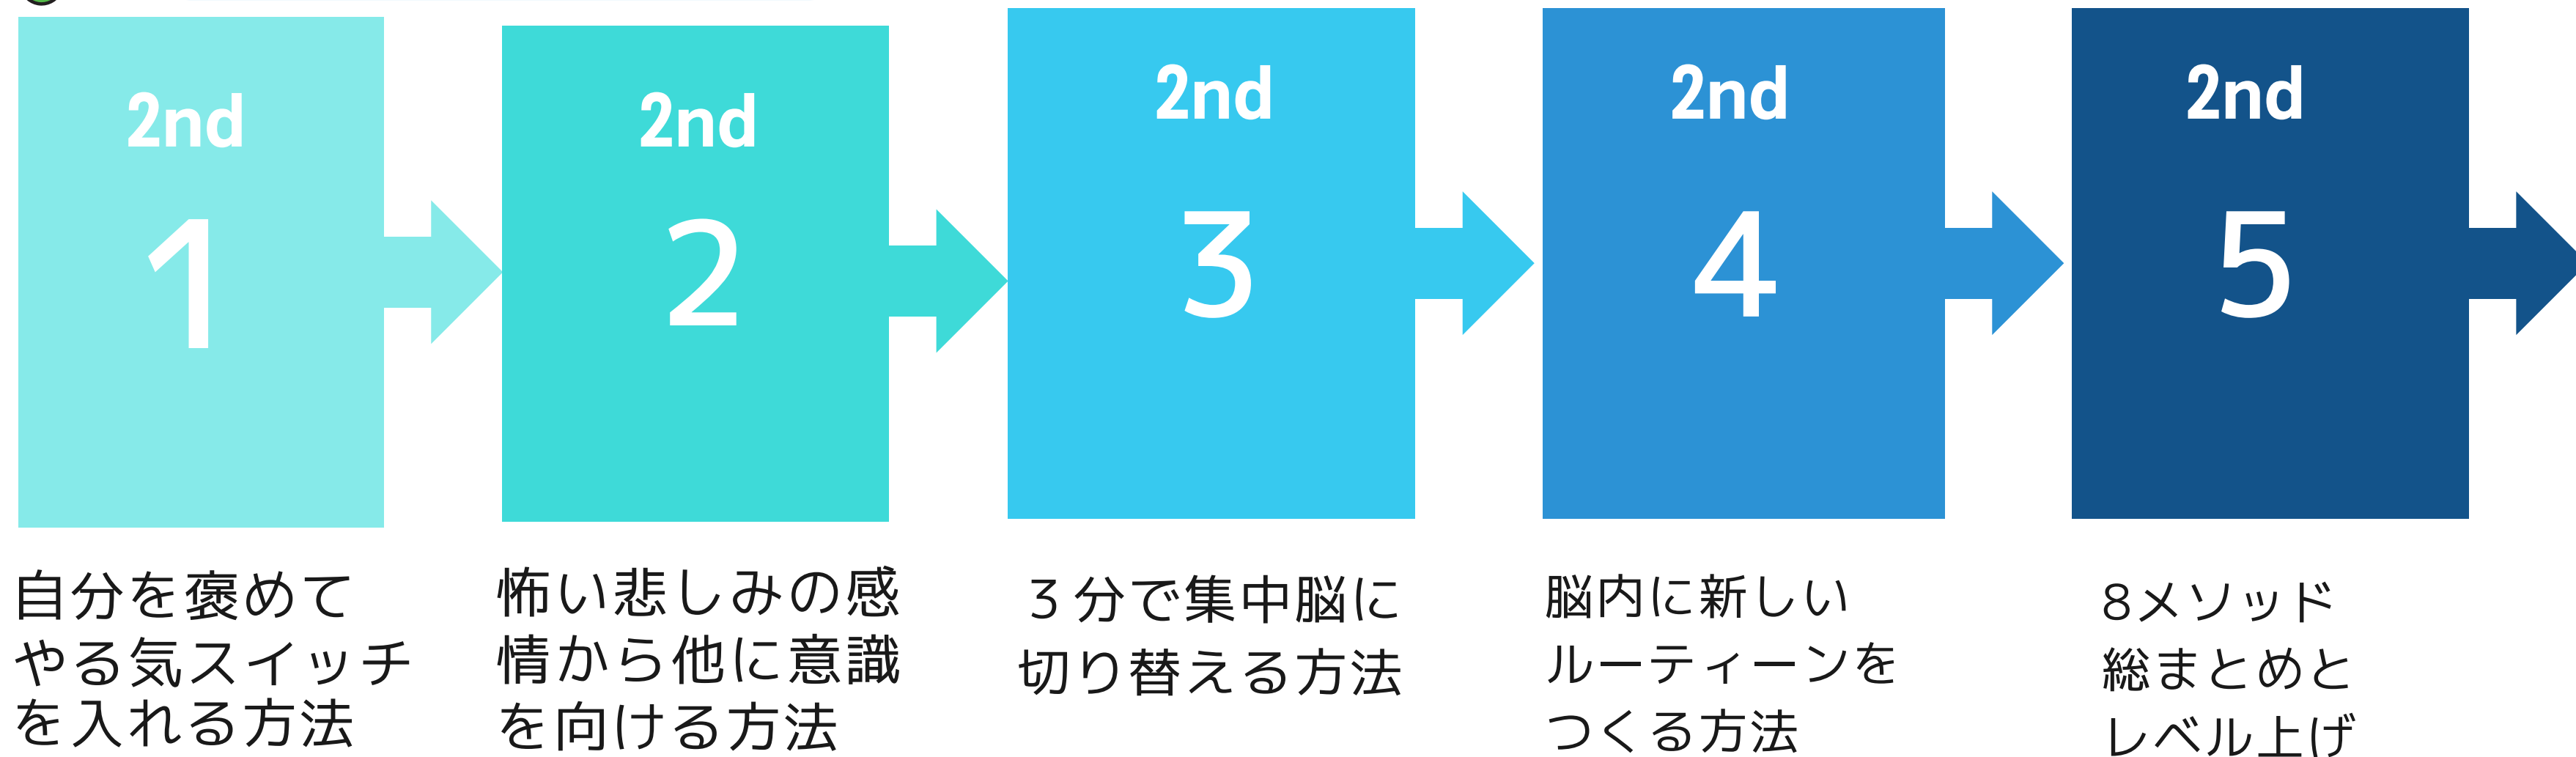 2nd
1
2nd
2
2nd
3
2nd
4
2nd
5
自分を褒めて
やる気スイッチ
を入れる方法
怖い悲しみの感
情から他に意識
を向ける方法
３分で集中脳に
切り替える方法
脳内に新しい
ルーティーンを
つくる方法
8メソッド
総まとめと
レベル上げ